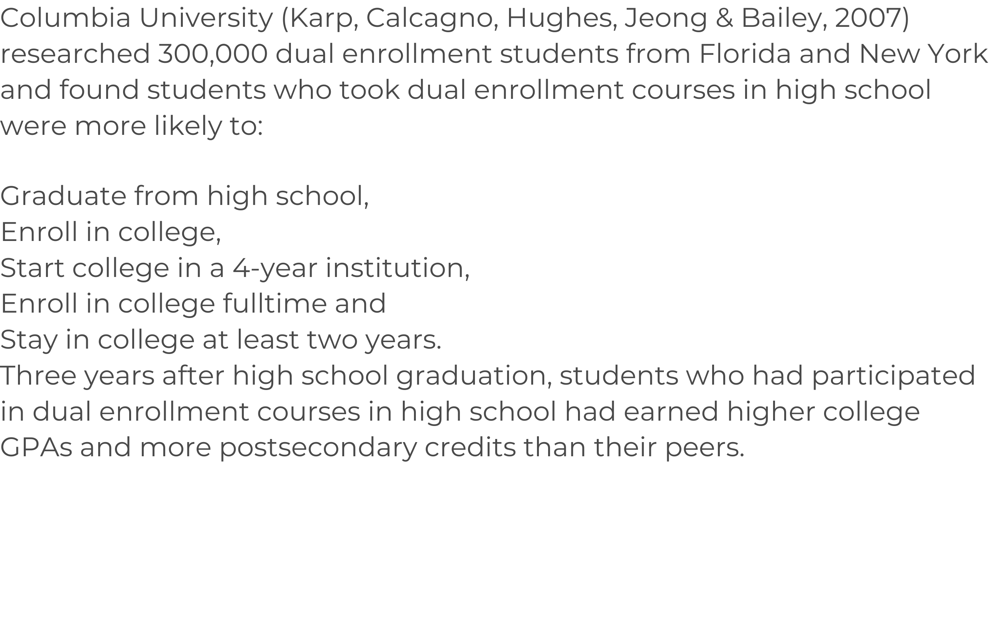 Columbia University (Karp, Calcagno, Hughes, Jeong & Bailey, 2007)
researched 300,000 dual enrollment students from Florida and New York
and found students who took dual enrollment courses in high school
were more likely to:
Graduate from high school,
Enroll in college,
Start college in a 4-year institution,
Enroll in college fulltime and
Stay in college at least two years.
Three years after high school graduation, students who had participated
in dual enrollment courses in high school had earned higher college
GPAs and more postsecondary credits than their peers.